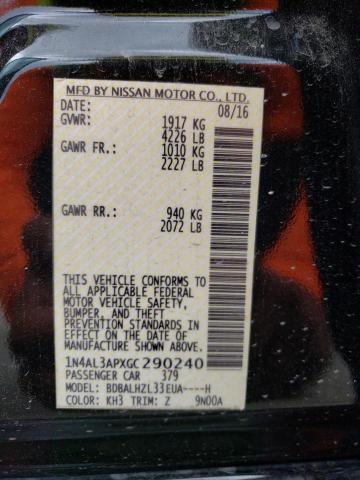 MFD BY NISSAN MOTOR CO., LTD.
DATE: 08/16
GVWR: 1917 KG
4226 LB
GAWR FR.: 1010 KG
2227 LB
GAWR RR.: 940 KG
2072 LB
THIS VEHICLE CONFORMS TO
ALL APPLICABLE FEDERAL
MOTOR VEHICLE SAFETY,
BUMPER, AND THEFT
PREVENTION STANDARDS
IN EFFECT ON THE DATE OF
MANUFACTURE SHOWN ABOVE.
1N4AL3APXGC290240
PASSENGER CAR 379
MODEL: BDBALHZL33EUA----H
COLOR: KH3 TRIM: Z 9N00A